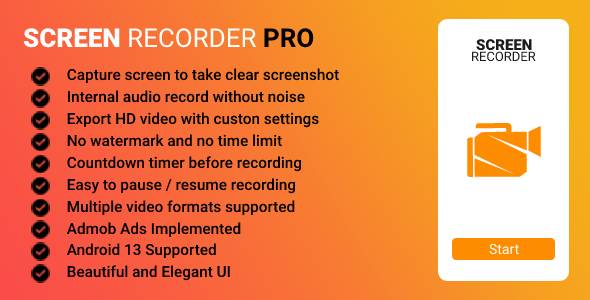 SCREEN RECORDER PRO
Capture screen to take clear screenshot
Internal audio record without noise
Export HD video with custon settings
No watermark and no time limit
Countdown timer before recording
Easy to pause / resume recording
Multiple video formats supported
Admob Ads Implemented
Android 13 Supported
Beautiful and Elegant UI
SCREEN
RECORDER
Start